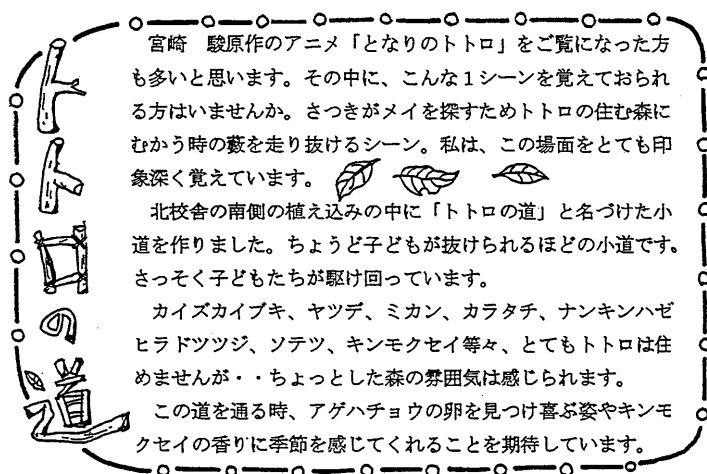 トトロの道
宮崎　駿原作のアニメ「となりのトトロ」をご覧になった方
も多いと思います。その中に、こんな1シーンを覚えておられ
る方はいませんか。さつきがメイを探すためトトロの住む森に
むかう時の藪を走り抜けるシーン。私は、この場面をとても印
象深く覚えています。
北校舎の南側の植え込みの中に「トトロの道」と名づけた小
道を作りました。ちょうど子どもが抜けられるほどの小道です。
さっそく子どもたちが駆け回っています。
カイズカイブキ、ヤツデ、ミカン、カラタチ、ナンキンハゼ
ヒラドツツジ、ソテツ、キンモクセイ等々、とてもトトロは住
めませんが・・ちょっとした森の雰囲気は感じられます。
この道を通る時、アゲハチョウの卵を見つけ喜ぶ姿やキンモ
クセイの香りに季節を感じてくれることを期待しています。